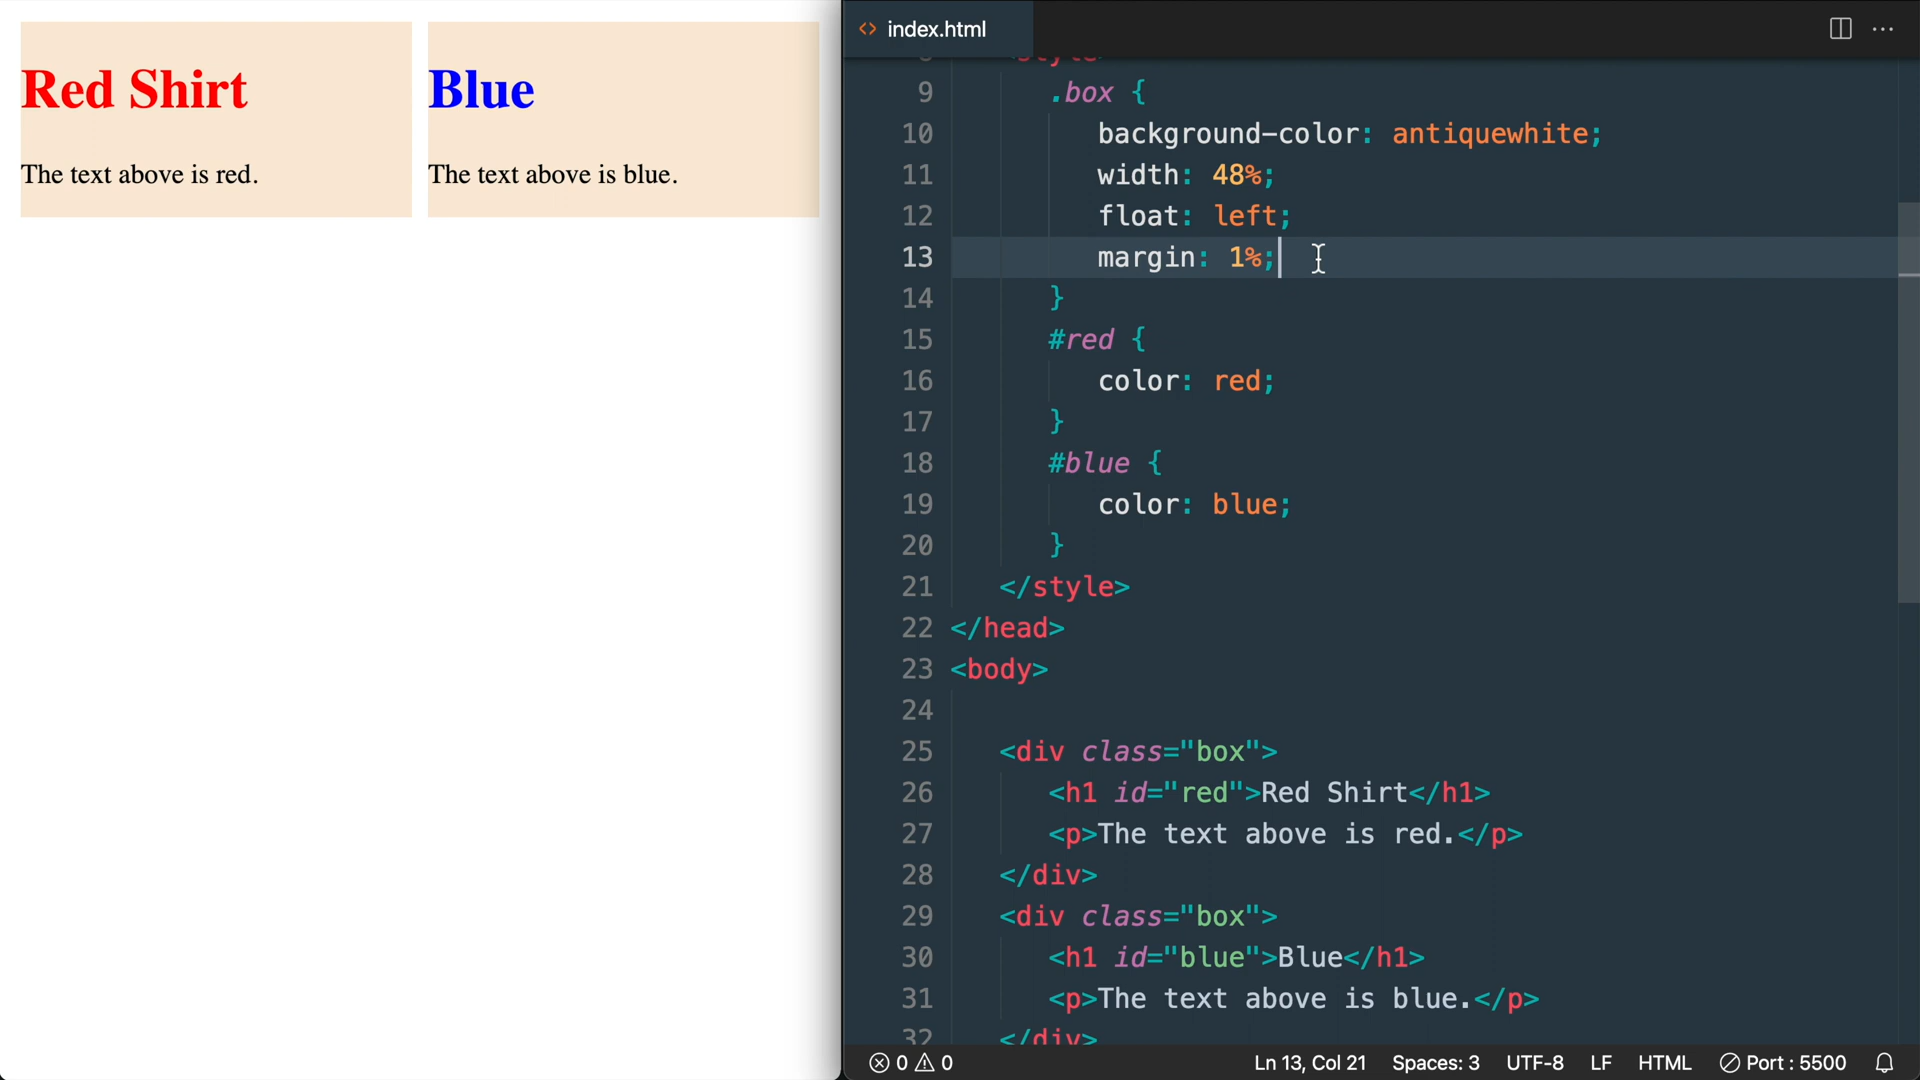 Red Shirt
The text above is red.
Blue
The text above is blue.
index.html
8 <style>
9 .box {
10 background-color: antiquewhite;
11 width: 48%;
12 float: left;
13 margin: 1%;
14 }
15 #red {
16 color: red;
17 }
18 #blue {
19 color: blue;
20 }
21 </style>
22 </head>
23 <body>
24
25 <div class="box">
26 <h1 id="red">Red Shirt</h1>
27 <p>The text above is red.</p>
28 </div>
29 <div class="box">
30 <h1 id="blue">Blue</h1>
31 <p>The text above is blue.</p>
32 </div>
0 0 Ln 13, Col 21 Spaces: 3 UTF-8 LF HTML Port : 5500